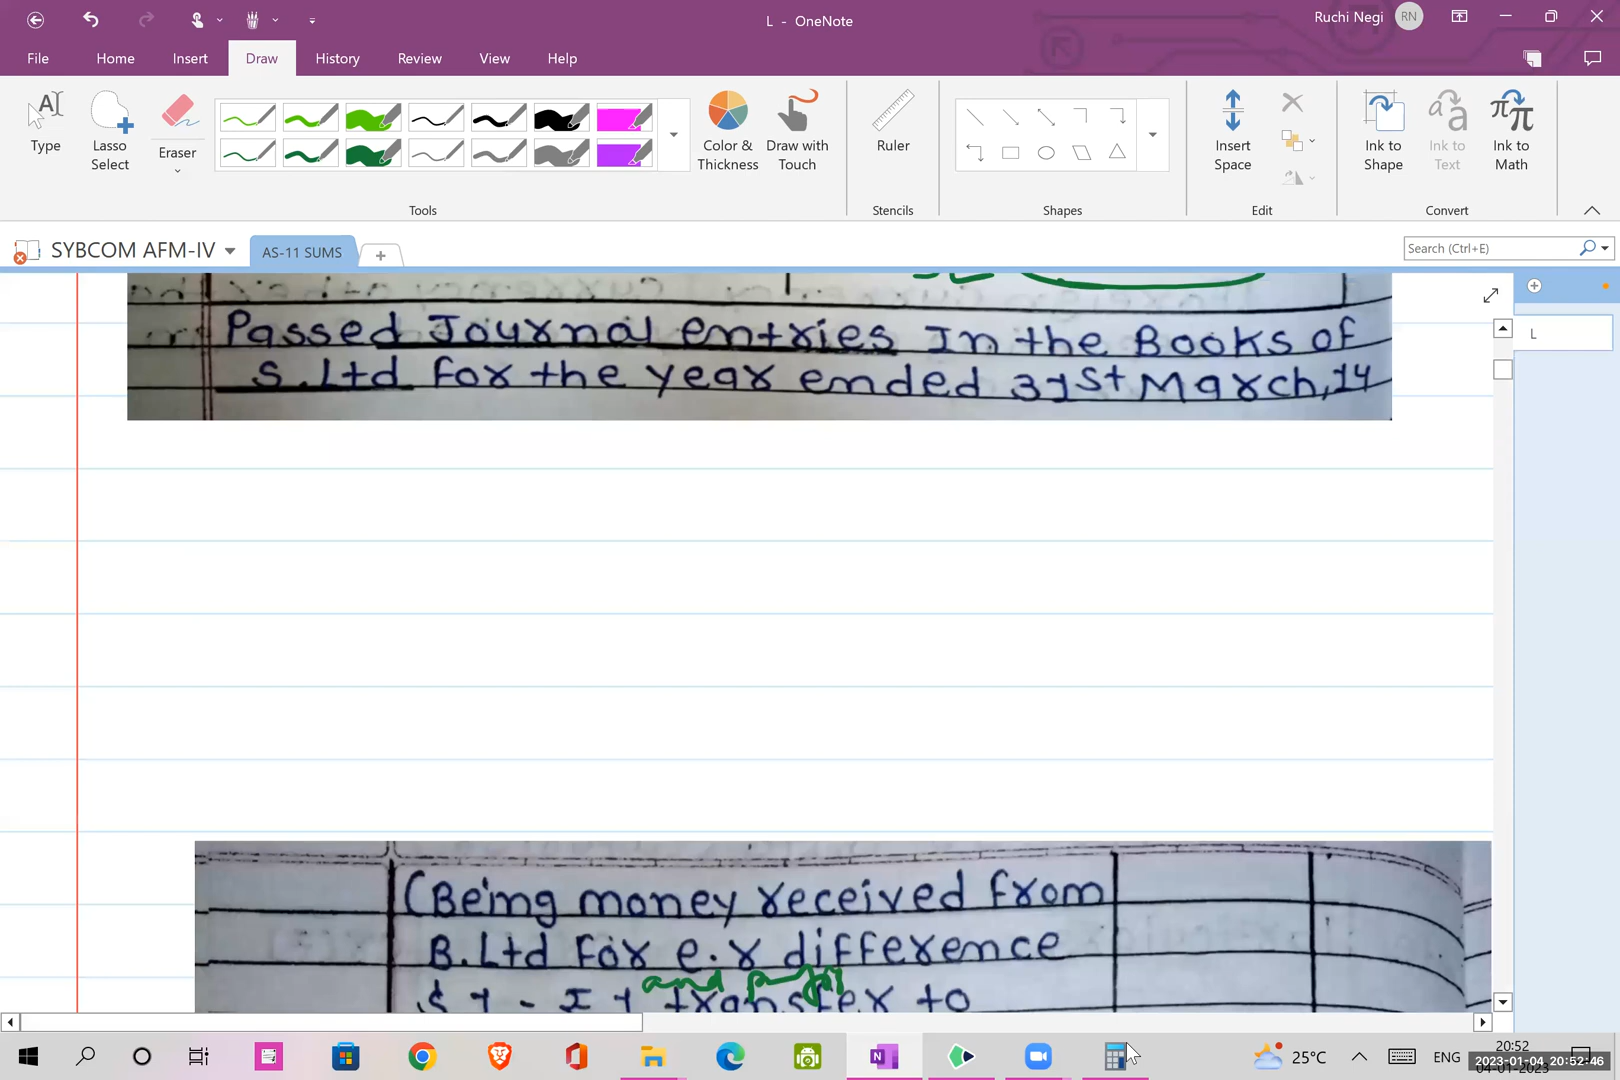 L - OneNote
Ruchi Negi
RN
File
Home
Insert
Draw
History
Review
View
Help
Type
Lasso Select
Eraser
Color & Thickness
Draw with Touch
Ruler
Insert Space
Ink to Shape
Ink to Text
Ink to Math
Tools
Stencils
Shapes
Edit
Convert
SYBCOM AFM-IV
AS-11 SUMS
Search (Ctrl+E)
L
Passed Journal entries In the Books of
S.Ltd for the year ended 31st March,14
(Being money received from
B.Ltd for e.x difference
and
transfer to
25°C
ENG
20:52
04-01-2023
2023-01-04 20:52:46